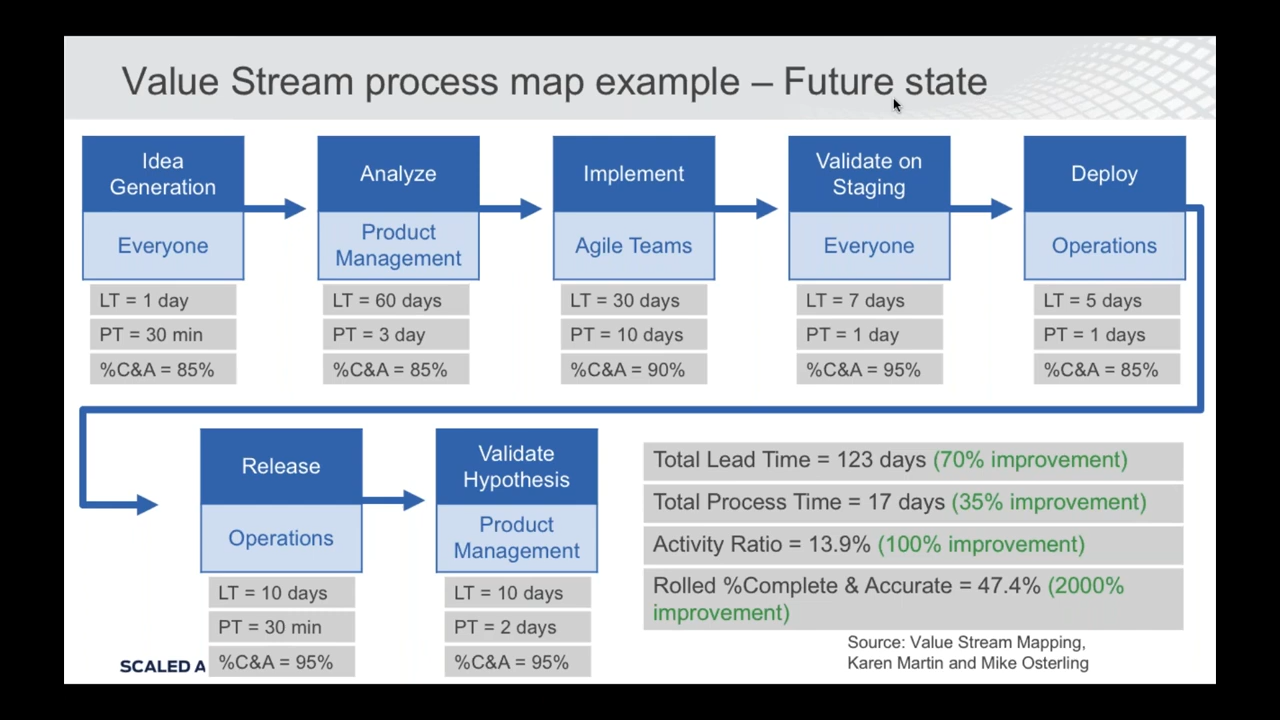 Value Stream process map example – Future state
Idea
Generation
Everyone
LT = 1 day
PT = 30 min
%C&A = 85%
Analyze
Product
Management
LT = 60 days
PT = 3 day
%C&A = 85%
Implement
Agile Teams
LT = 30 days
PT = 10 days
%C&A = 90%
Validate on
Staging
Everyone
LT = 7 days
PT = 1 day
%C&A = 95%
Deploy
Operations
LT = 5 days
PT = 1 days
%C&A = 85%
Release
Operations
LT = 10 days
PT = 30 min
%C&A = 95%
Validate
Hypothesis
Product
Management
LT = 10 days
PT = 2 days
%C&A = 95%
Total Lead Time = 123 days (70% improvement)
Total Process Time = 17 days (35% improvement)
Activity Ratio = 13.9% (100% improvement)
Rolled %Complete & Accurate = 47.4% (2000%
improvement)
Source: Value Stream Mapping,
Karen Martin and Mike Osterling
SCALED A